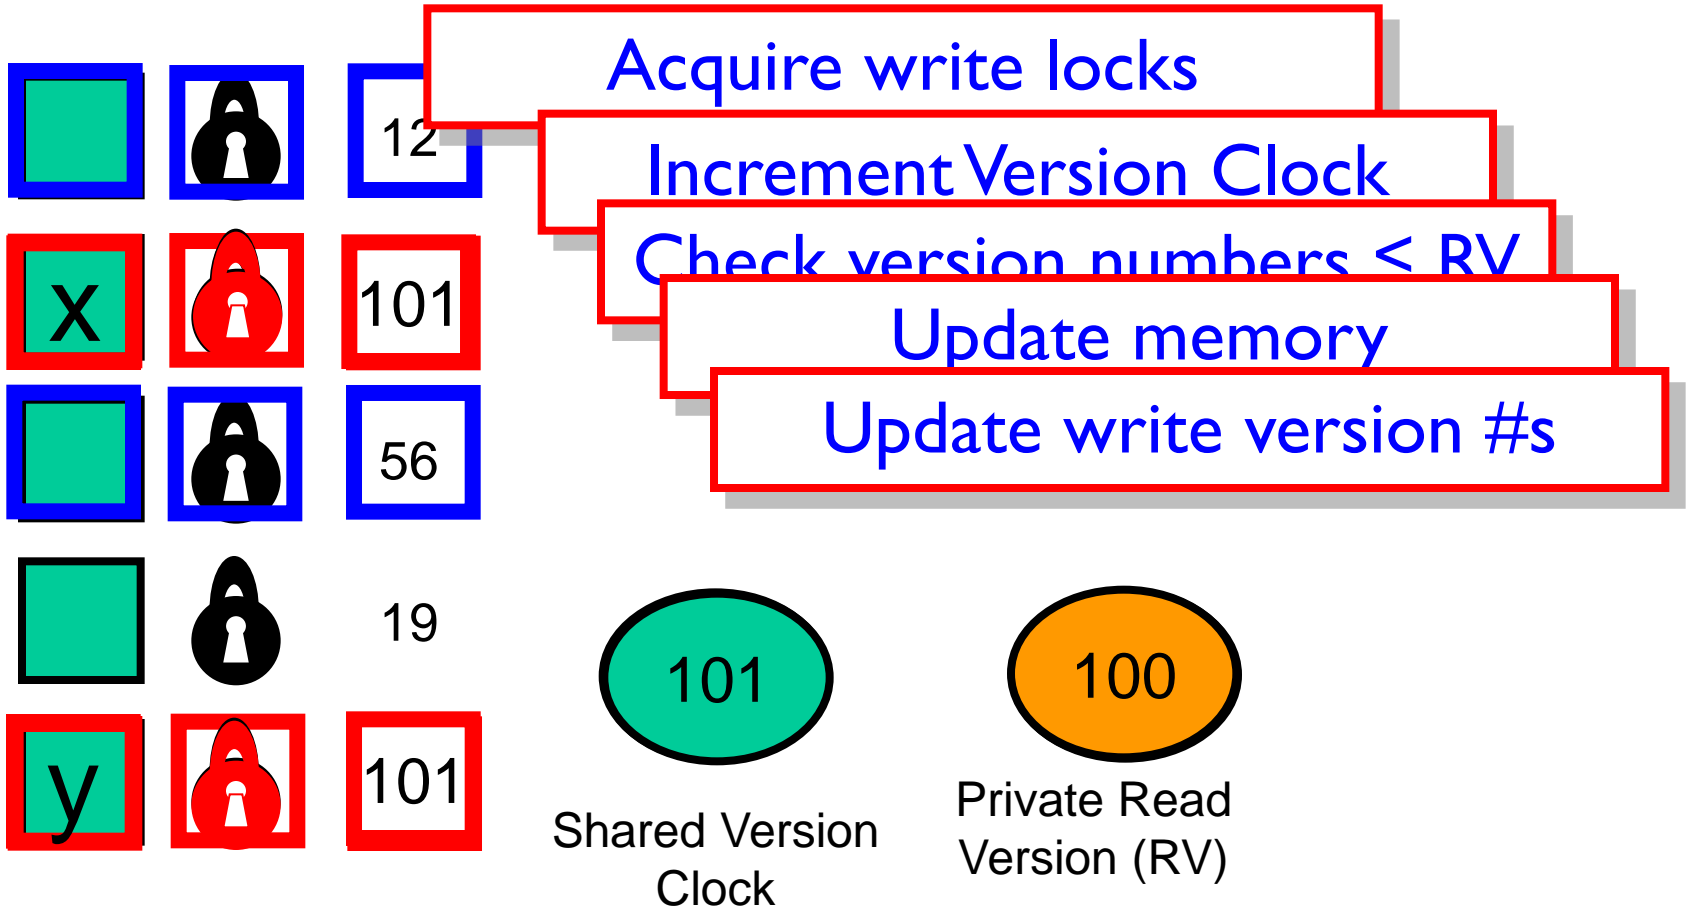 Acquire write locks
12
Increment Version Clock
Check version numbers < RV
x
101
Update memory
Update write version #s
56
19
101
100
y
101
Private Read
Version (RV)
Shared Version
Clock